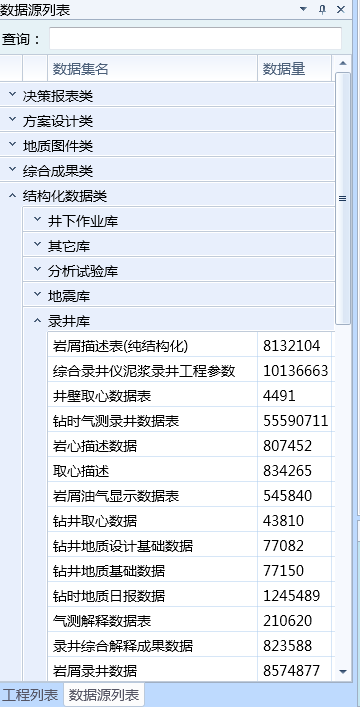 数据源列表
查询：
数据集名 数据量
决策报表类
方案设计类
地质图件类
综合成果类
结构化数据类
井下作业库
其它库
分析试验库
地震库
录井库
岩屑描述表(纯结构化) 8132104
综合录井仪泥浆录井工程参数 10136663
井壁取心数据表 4491
钻时气测录井数据表 55590711
岩心描述数据 807452
取心描述 834265
岩屑油气显示数据表 545840
钻井取心数据 43810
钻井地质设计基础数据 77082
钻井地质基础数据 77150
钻时地质日报数据 1245489
气测解释数据表 210620
录井综合解释成果数据 823588
岩屑录井数据 8574877
工程列表 数据源列表